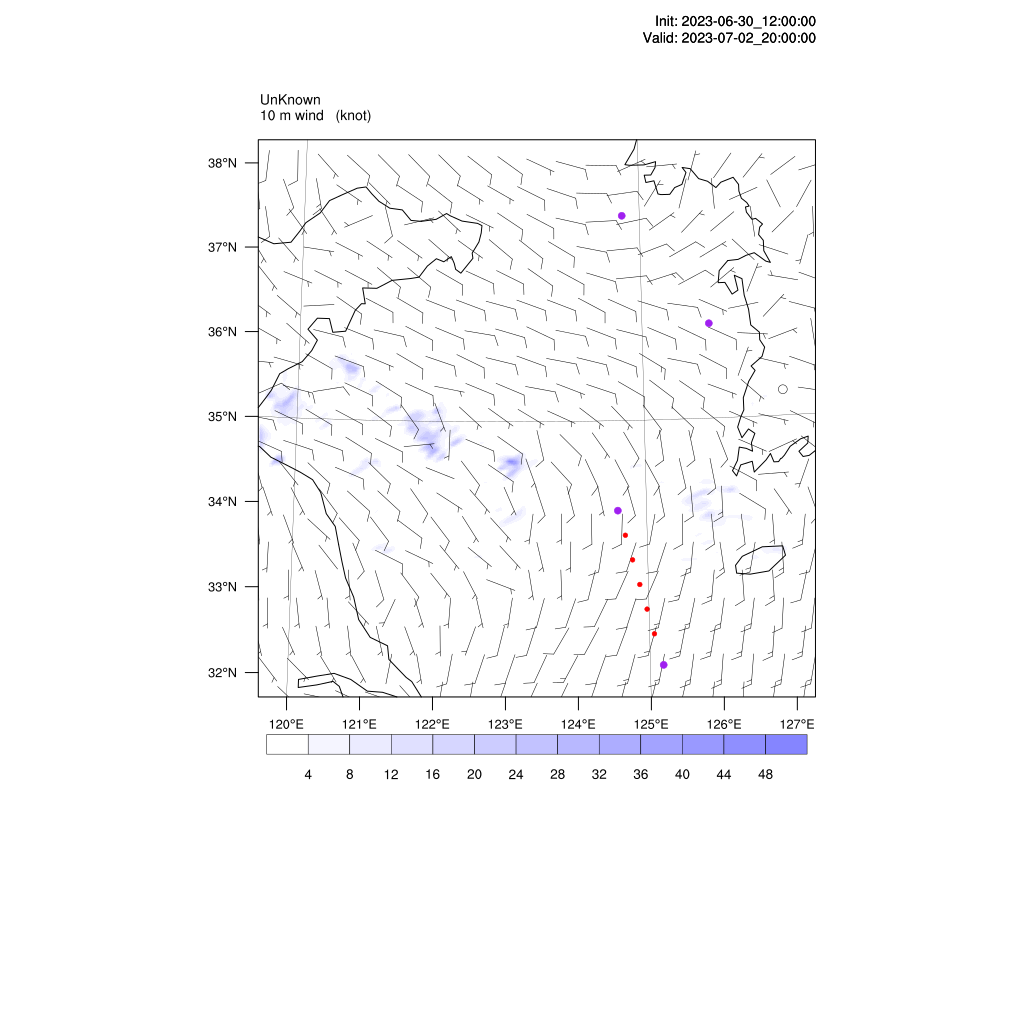 Init: 2023-06-30_12:00:00
Valid: 2023-07-02_20:00:00
UnKnown
10 m wind (knot)
38°N
37°N
36°N
35°N
34°N
33°N
32°N
120°E 121°E 122°E 123°E 124°E 125°E 126°E 127°E
4 8 12 16 20 24 28 32 36 40 44 48